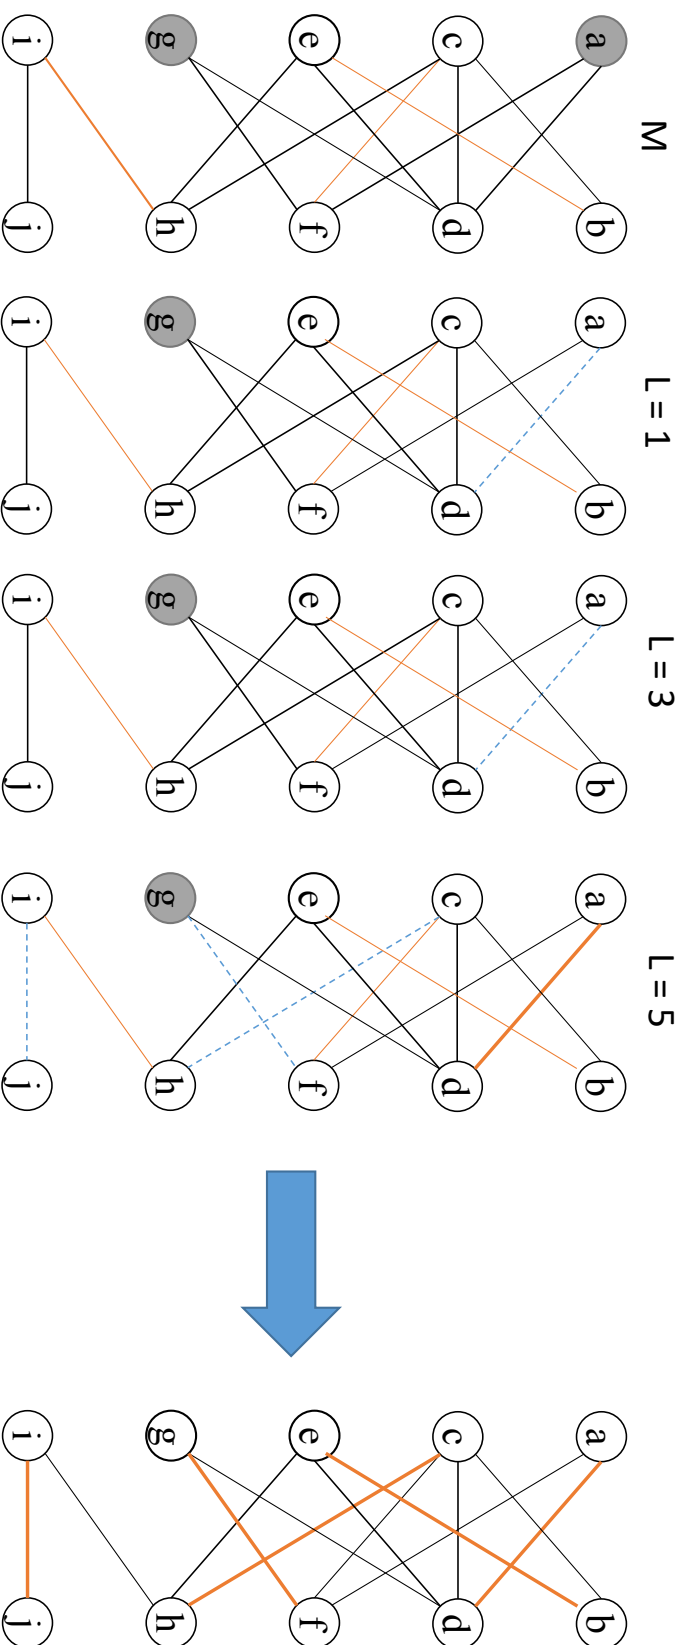 M L = 1 L = 3 L = 5
a b a b a b a b a b
c d c d c d c d c d
e f e f e f e f e f
g h g h g h g h g h
i j i j i j i j i j